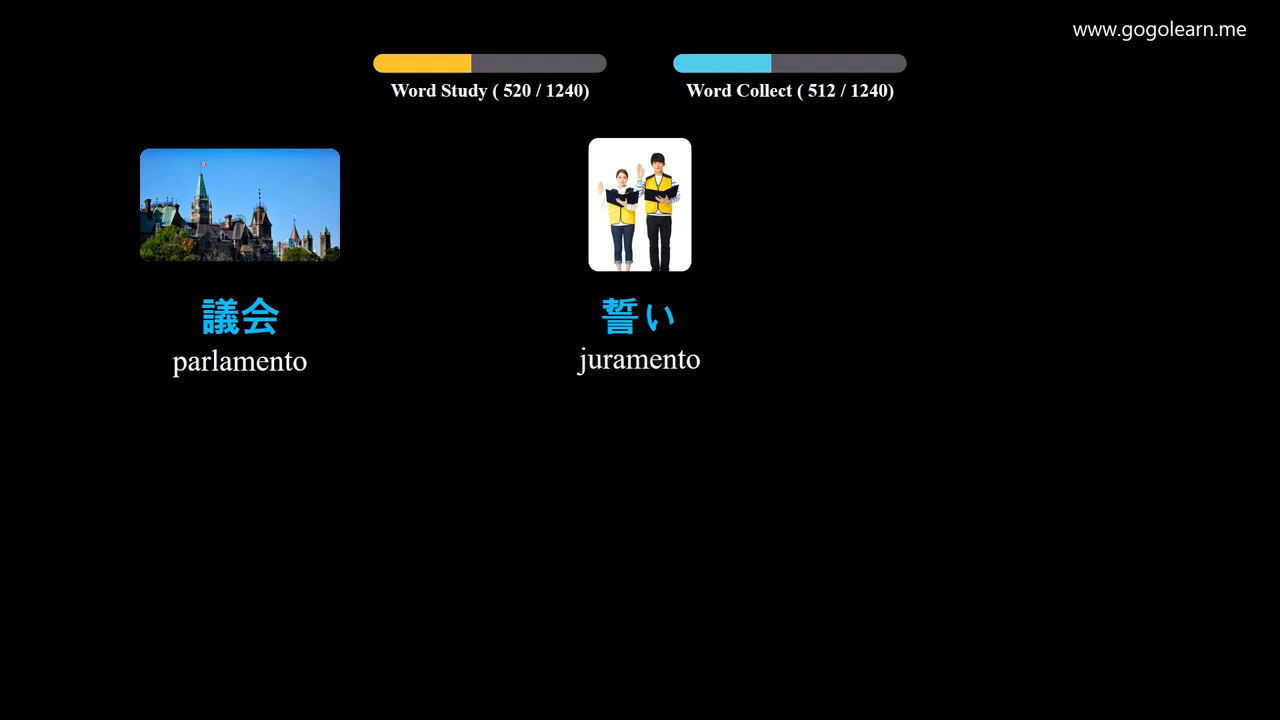 www.gogolearn.me
Word Study ( 520 / 1240)
Word Collect ( 512 / 1240)
議会
parlamento
誓い
juramento